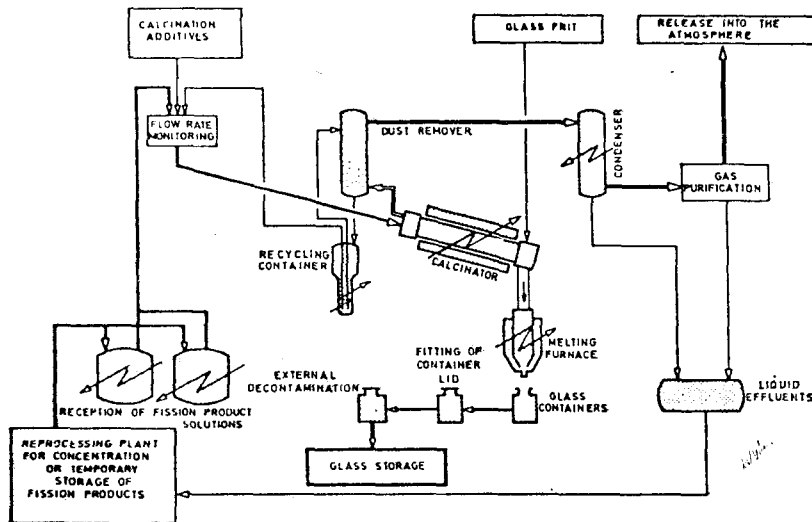 CALCINATION
ADDITIVES
GLASS FRIT
RELEASE INTO THE
ATMOSPHERE
FLOW RATE
MONITORING
DUST REMOVER
CONDENSER
GAS
PURIFICATION
RECYCLING
CONTAINER
CALCINATOR
MELTING
FURNACE
EXTERNAL
DECONTAMINATION
FITTING OF
CONTAINER
LID
GLASS
CONTAINERS
LIQUID
EFFLUENTS
RECEPTION OF FISSION PRODUCT
SOLUTIONS
REPROCESSING PLANT
FOR CONCENTRATION
OR TEMPORARY
STORAGE OF
FISSION PRODUCTS
GLASS STORAGE